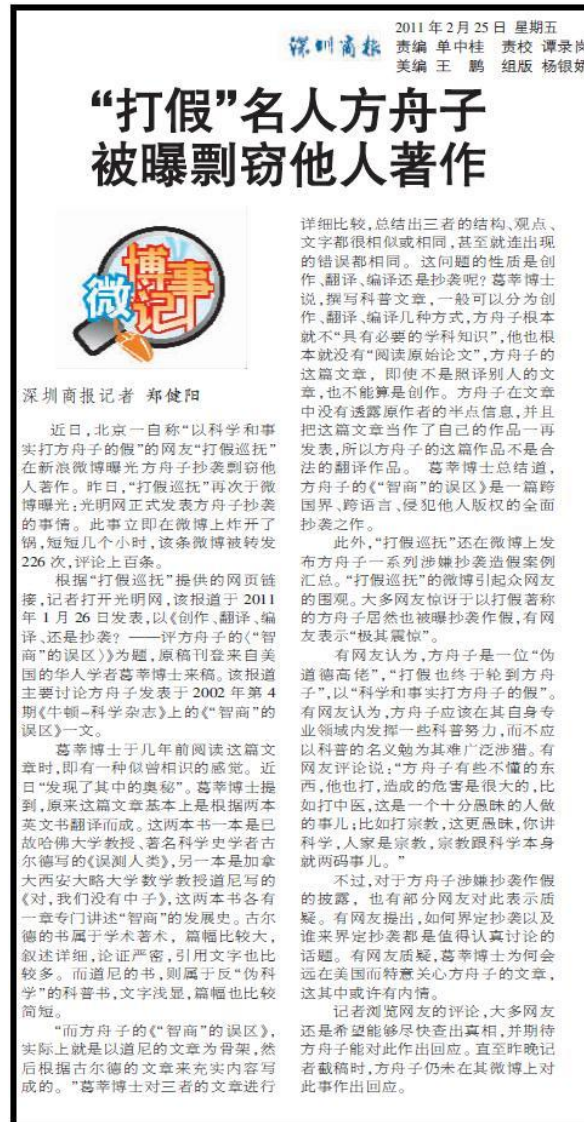 2011 年 2 月 25 日 星期五
深圳商报 责编 单中桂 责校 谭录岗
美编 王 鹏 组版 杨银娇
“打假”名人方舟子
被曝剽窃他人著作
微博记事
深圳商报记者 郑健阳
近日,北京一自称“以科学和事
实打方舟子的假”的网友“打假巡抚”
在新浪微博曝光方舟子抄袭剽窃他
人著作。昨日,“打假巡抚”再次于微
博曝光:光明网正式发表方舟子抄袭
的事情。此事立即在微博上炸开了
锅,短短几个小时,该条微博被转发
226 次,评论上百条。
根据“打假巡抚”提供的网页链
接,记者打开光明网,该报道于 2011
年 1 月 26 日发表,以《创作、翻译、编
译、还是抄袭? ——评方舟子的〈“智
商”的误区〉》为题,原稿刊登来自美
国的华人学者葛莘博士来稿。该报道
主要讨论方舟子发表于 2002 年第 4
期《牛顿-科学杂志》上的《“智商”的
误区》一文。
葛莘博士于几年前阅读这篇文
章时,即有一种似曾相识的感觉。近
日“发现了其中的奥秘”。葛莘博士提
到,原来这篇文章基本上是根据两本
英文书翻译而成。这两本书一本是已
故哈佛大学教授、著名科学史学者古
尔德写的《误测人类》,另一本是加拿
大西安大略大学数学教授道尼写的
《对,我们没有中子》,这两本书各有
一章专门讲述“智商”的发展史。古尔
德的书属于学术著术, 篇幅比较大,
叙述详细,论证严密,引用文字也比
较多。而道尼的书,则属于反“伪科
学”的科普书,文字浅显,篇幅也比较
简短。
“而方舟子的《“智商”的误区》,
实际上就是以道尼的文章为骨架,然
后根据古尔德的文章来充实内容写
成的。”葛莘博士对三者的文章进行
详细比较,总结出三者的结构、观点、
文字都很相似或相同,甚至就连出现
的错误都相同。这问题的性质是创
作、翻译、编译还是抄袭呢? 葛莘博士
说,撰写科普文章,一般可以分为创
作、翻译、编译几种方式,方舟子根本
就不“具有必要的学科知识”,他也根
本就没有“阅读原始论文”,方舟子的
这篇文章, 即使不是照译别人的文
章,也不能算是创作。方舟子在文章
中没有透露原作者的半点信息,并且
把这篇文章当作了自己的作品一再
发表,所以方舟子的这篇作品不是合
法的翻译作品。 葛莘博士总结道,
方舟子的《“智商”的误区》是一篇跨
国界、跨语言、侵犯他人版权的全面
抄袭之作。
此外,“打假巡抚”还在微博上发
布方舟子一系列涉嫌抄袭造假案例
汇总。“打假巡抚”的微博引起众网友
的围观。大多网友惊讶于以打假著称
的方舟子居然也被曝抄袭作假,有网
友表示“极其震惊”。
有网友认为,方舟子是一位“伪
道德高佬”,“打假也终于轮到方舟
子”,以“科学和事实打方舟子的假”。
有网友认为,方舟子应该在其自身专
业领域内发挥一些科普努力,而不应
以科普的名义勉为其难广泛涉猎。有
网友评论说:“方舟子有些不懂的东
西,他也打,造成的危害是很大的,比
如打中医,这是一个十分愚昧的人做
的事儿;比如打宗教,这更愚昧,你讲
科学,人家是宗教,宗教跟科学本身
就两码事儿。”
不过,对于方舟子涉嫌抄袭作假
的披露, 也有部分网友对此表示质
疑。有网友提出,如何界定抄袭以及
谁来界定抄袭都是值得认真讨论的
话题。有网友质疑,葛莘博士为何会
远在美国而特意关心方舟子的文章,
这其中或许有内情。
记者浏览网友的评论,大多网友
还是希望能够尽快查出真相,并期待
方舟子能对此作出回应。直至昨晚记
者截稿时,方舟子仍未在其微博上对
此事作出回应。